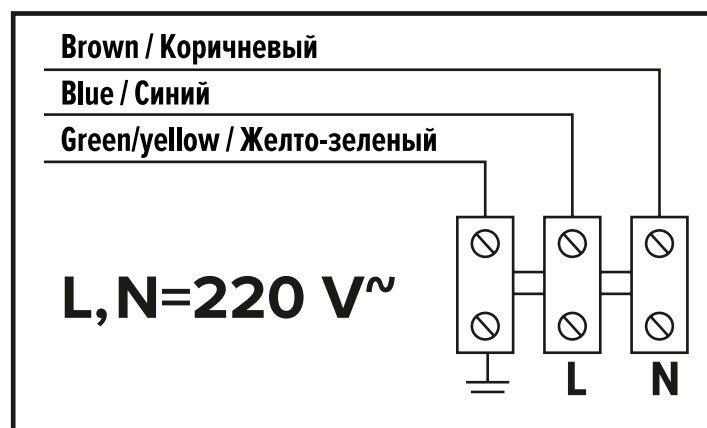 Brown / Коричневый
Blue / Синий
Green/yellow / Желто-зеленый
L, N=220 V~
L N